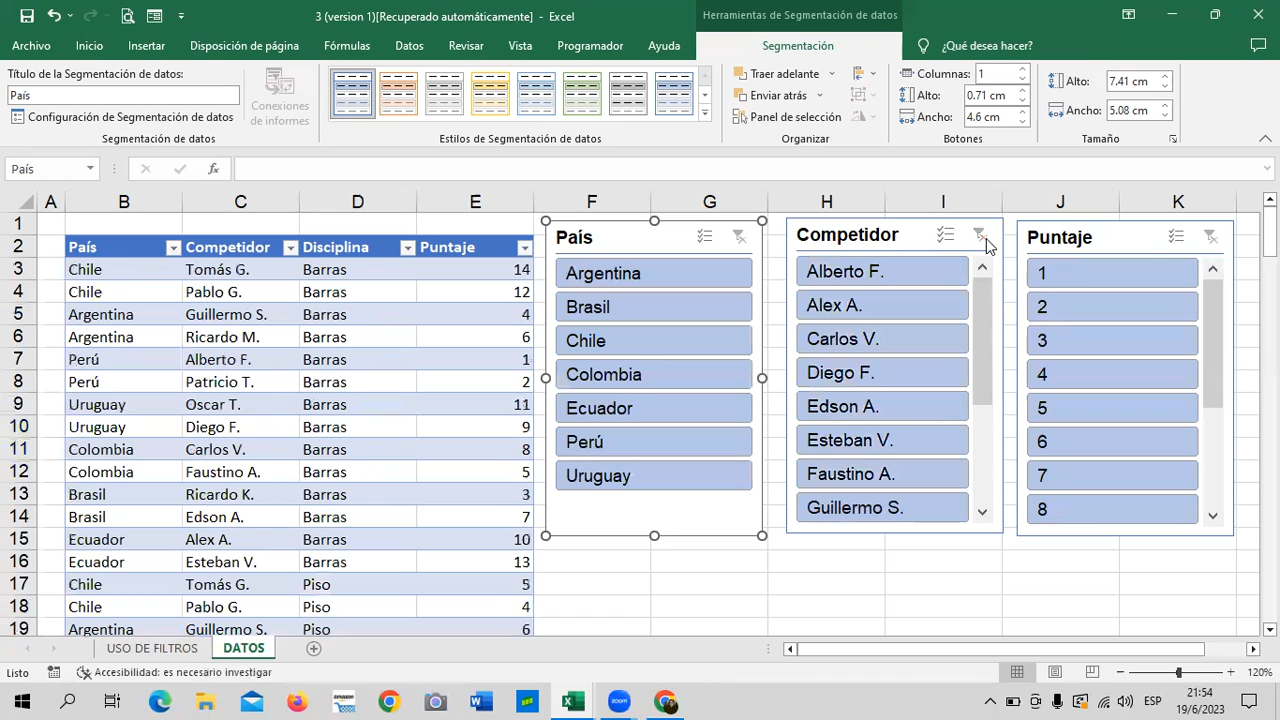 3 (version 1)[Recuperado automáticamente] - Excel
Herramientas de Segmentación de datos
Archivo Inicio Insertar Disposición de página Fórmulas Datos Revisar Vista Programador Ayuda Segmentación ¿Qué desea hacer?
Título de la Segmentación de datos:
País
Configuración de Segmentación de datos
Segmentación de datos
Conexiones de informes
Estilos de Segmentación de datos
Traer adelante
Enviar atrás
Panel de selección
Organizar
Columnas: 1
Alto: 0.71 cm
Ancho: 4.6 cm
Botones
Alto: 7.41 cm
Ancho: 5.08 cm
Tamaño
País fx
A B C D E F G H I J K
1
2 País Competidor Disciplina Puntaje
3 Chile Tomás G. Barras 14
4 Chile Pablo G. Barras 12
5 Argentina Guillermo S. Barras 4
6 Argentina Ricardo M. Barras 6
7 Perú Alberto F. Barras 1
8 Perú Patricio T. Barras 2
9 Uruguay Oscar T. Barras 11
10 Uruguay Diego F. Barras 9
11 Colombia Carlos V. Barras 8
12 Colombia Faustino A. Barras 5
13 Brasil Ricardo K. Barras 3
14 Brasil Edson A. Barras 7
15 Ecuador Alex A. Barras 10
16 Ecuador Esteban V. Barras 13
17 Chile Tomás G. Piso 5
18 Chile Pablo G. Piso 4
19 Argentina Guillermo S. Piso 6
País
Argentina
Brasil
Chile
Colombia
Ecuador
Perú
Uruguay
Competidor
Alberto F.
Alex A.
Carlos V.
Diego F.
Edson A.
Esteban V.
Faustino A.
Guillermo S.
Puntaje
1
2
3
4
5
6
7
8
USO DE FILTROS DATOS
Listo Accesibilidad: es necesario investigar 120%
amazon zoom ESP 21:54
19/6/2023